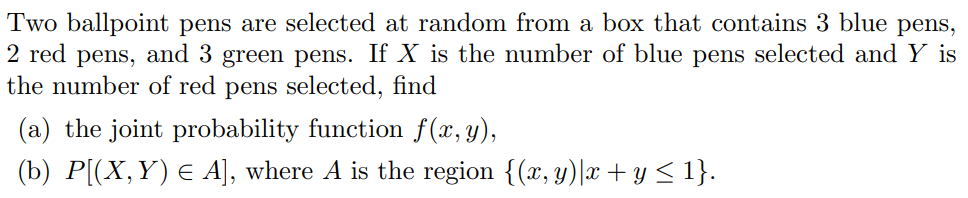 Two ballpoint pens are selected at random from a box that contains 3 blue pens,
2 red pens, and 3 green pens. If X is the number of blue pens selected and Y is
the number of red pens selected, find
(a) the joint probability function f(x, y),
(b) P[(X, Y) ∈ A], where A is the region {(x, y)|x + y ≤ 1}.